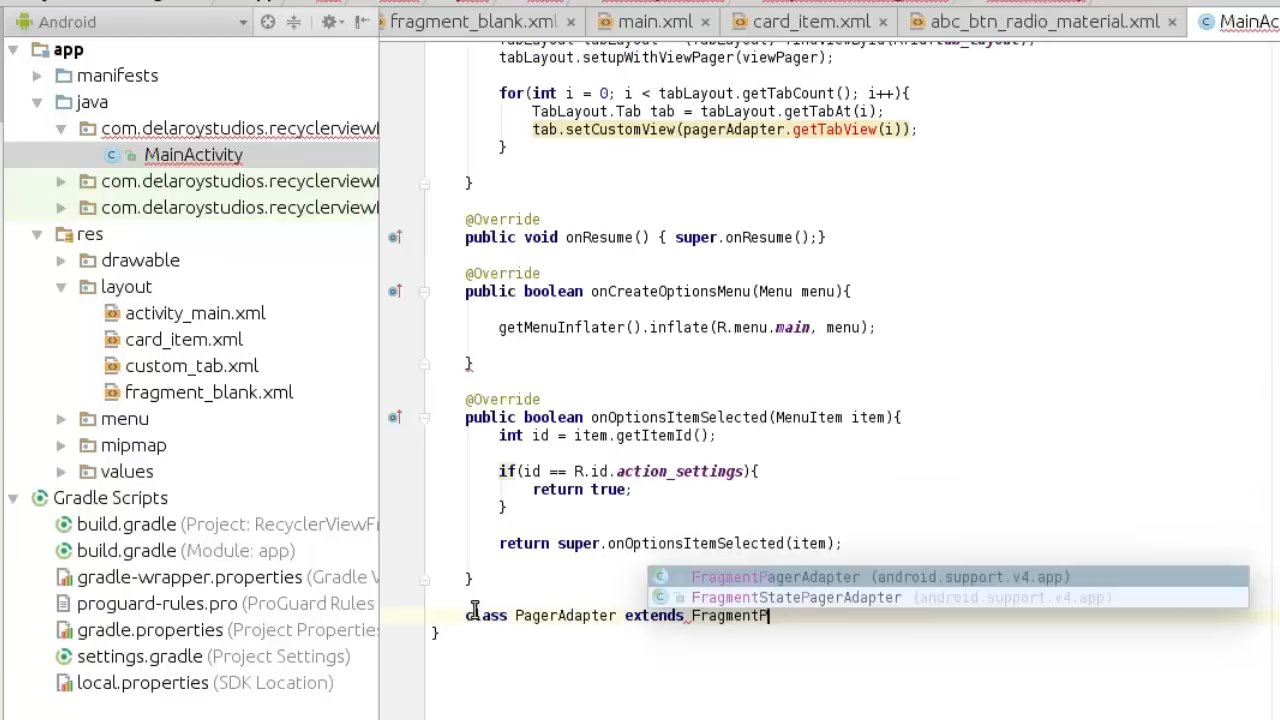 Android
fragment_blank.xml
main.xml
card_item.xml
abc_btn_radio_material.xml
MainAc
app
manifests
java
com.delaroystudios.recyclerviewf
MainActivity
com.delaroystudios.recyclerviewf
com.delaroystudios.recyclerviewf
res
drawable
layout
activity_main.xml
card_item.xml
custom_tab.xml
fragment_blank.xml
menu
mipmap
values
Gradle Scripts
build.gradle (Project: RecyclerViewFr
build.gradle (Module: app)
gradle-wrapper.properties (Gradle V
proguard-rules.pro (ProGuard Rules
gradle.properties (Project Properties
settings.gradle (Project Settings)
local.properties (SDK Location)
tabLayout.setupWithViewPager(viewPager);
for(int i = 0; i < tabLayout.getTabCount(); i++){
TabLayout.Tab tab = tabLayout.getTabAt(i);
tab.setCustomView(pagerAdapter.getTabView(i));
}
}
@Override
public void onResume() { super.onResume();}
@Override
public boolean onCreateOptionsMenu(Menu menu){
getMenuInflater().inflate(R.menu.main, menu);
}
@Override
public boolean onOptionsItemSelected(MenuItem item){
int id = item.getItemId();
if(id == R.id.action_settings){
return true;
}
return super.onOptionsItemSelected(item);
}
FragmentPagerAdapter (android.support.v4.app)
FragmentStatePagerAdapter (android.support.v4.app)
class PagerAdapter extends FragmentP
}